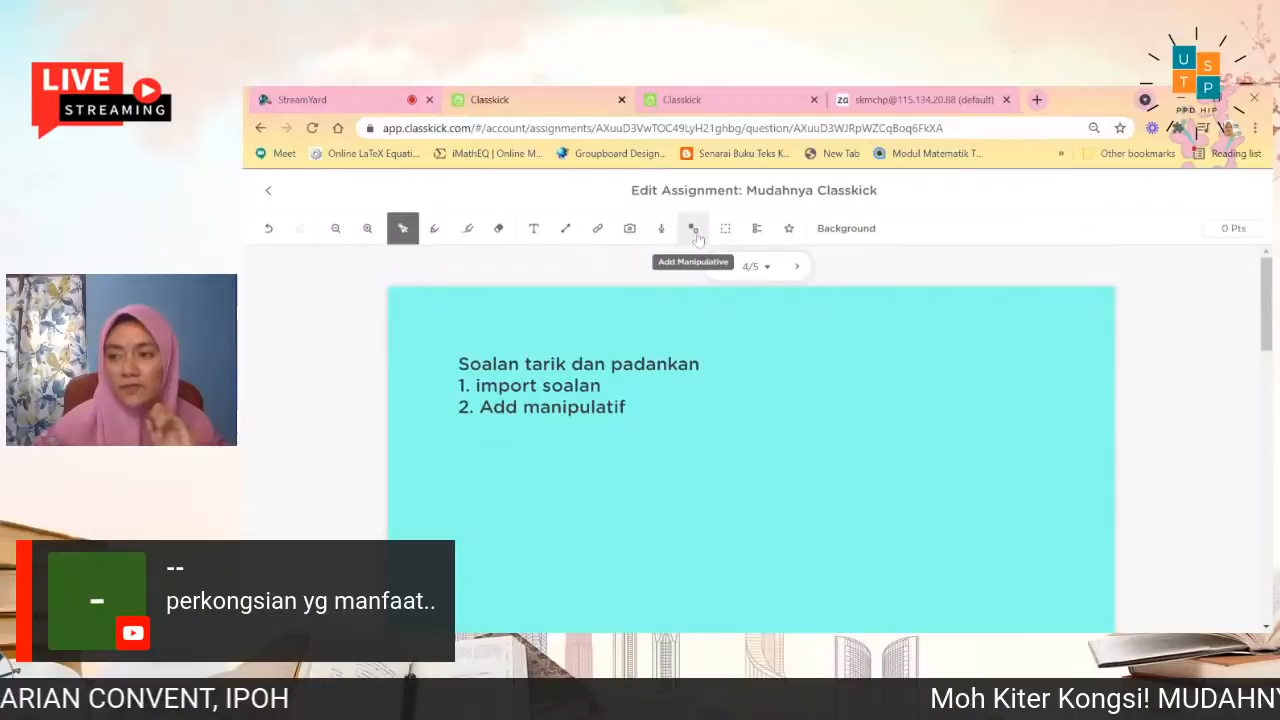 LIVE
STREAMING
U
S
T
P
PPD HIP
StreamYard
Classkick
Classkick
za skmchp@115.134.20.88 (default)
app.classkick.com/#/account/assignments/AXuuD3VwTOC49LyH21ghbg/question/AXuuD3WJRpWZCqBoq6FkXA
Meet
Online LaTeX Equati...
iMathEQ | Online M...
Groupboard Design...
Senarai Buku Teks K...
New Tab
Modul Matematik T...
»
Other bookmarks
Reading list
Edit Assignment: Mudahnya Classkick
T
Background
0 Pts
Add Manipulative
4/5
Soalan tarik dan padankan
1. import soalan
2. Add manipulatif
-
--
perkongsian yg manfaat..
ARIAN CONVENT, IPOH
Moh Kiter Kongsi! MUDAHNY